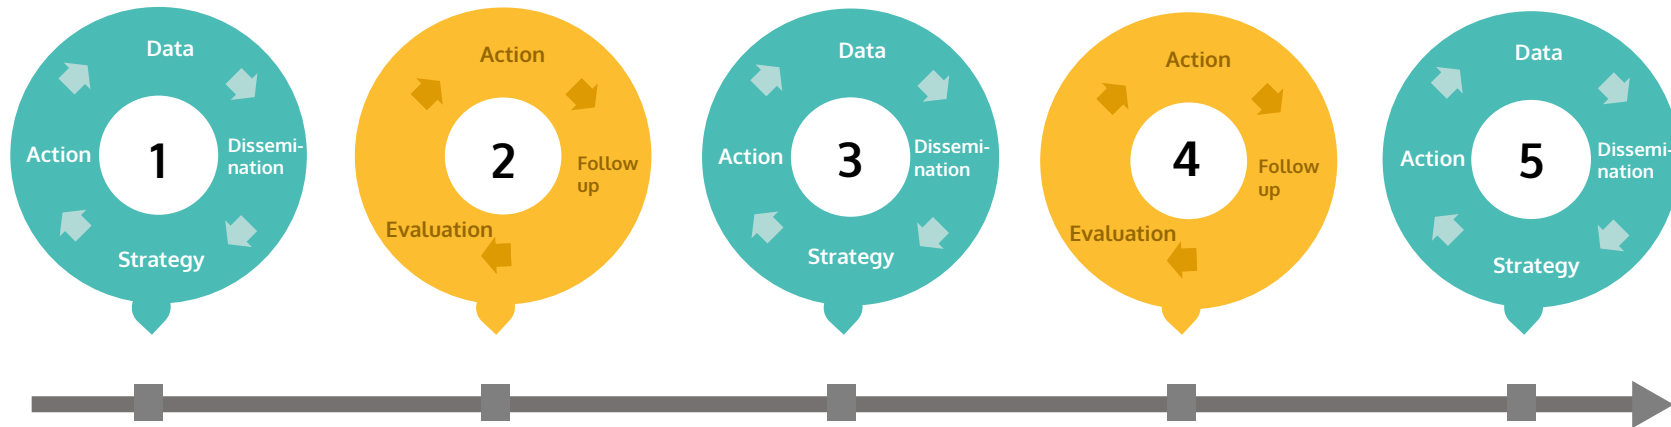 Data
Dissemi-
nation
Strategy
Action
1
Action
Follow
up
Evaluation
2
Data
Dissemi-
nation
Strategy
Action
3
Action
Follow
up
Evaluation
4
Data
Dissemi-
nation
Strategy
Action
5